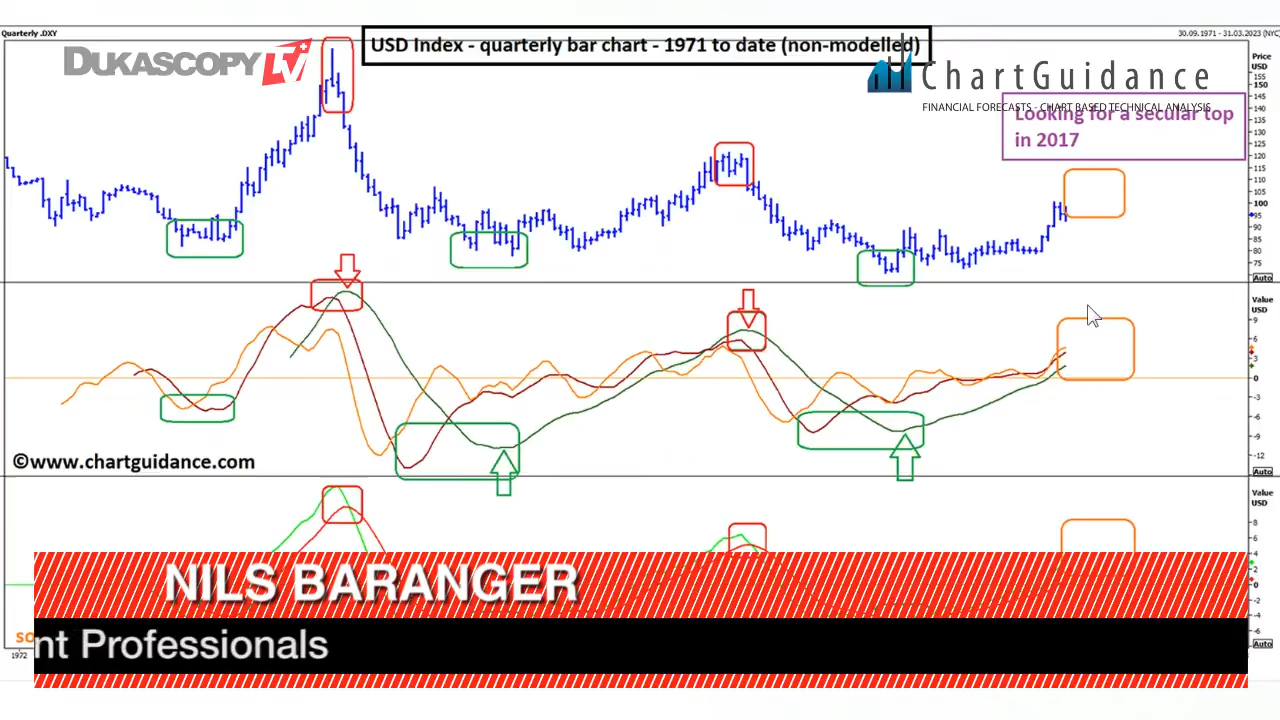 Quarterly .DXY
USD Index - quarterly bar chart - 1971 to date (non-modelled)
30.09.1971 - 31.03.2023 (NYC)
DUKASCOPY TV
ChartGuidance
FINANCIAL FORECASTS - CHART BASED TECHNICAL ANALYSIS
Looking for a secular top
in 2017
Price
USD
155
150
145
140
135
130
125
120
115
110
105
100
95
90
85
80
75
Auto
Value
USD
9
6
3
0
-3
-6
-9
-12
Auto
©www.chartguidance.com
Value
USD
8
6
4
2
0
-2
-4
-6
Auto
NILS BARANGER
SO
nt Professionals
1972